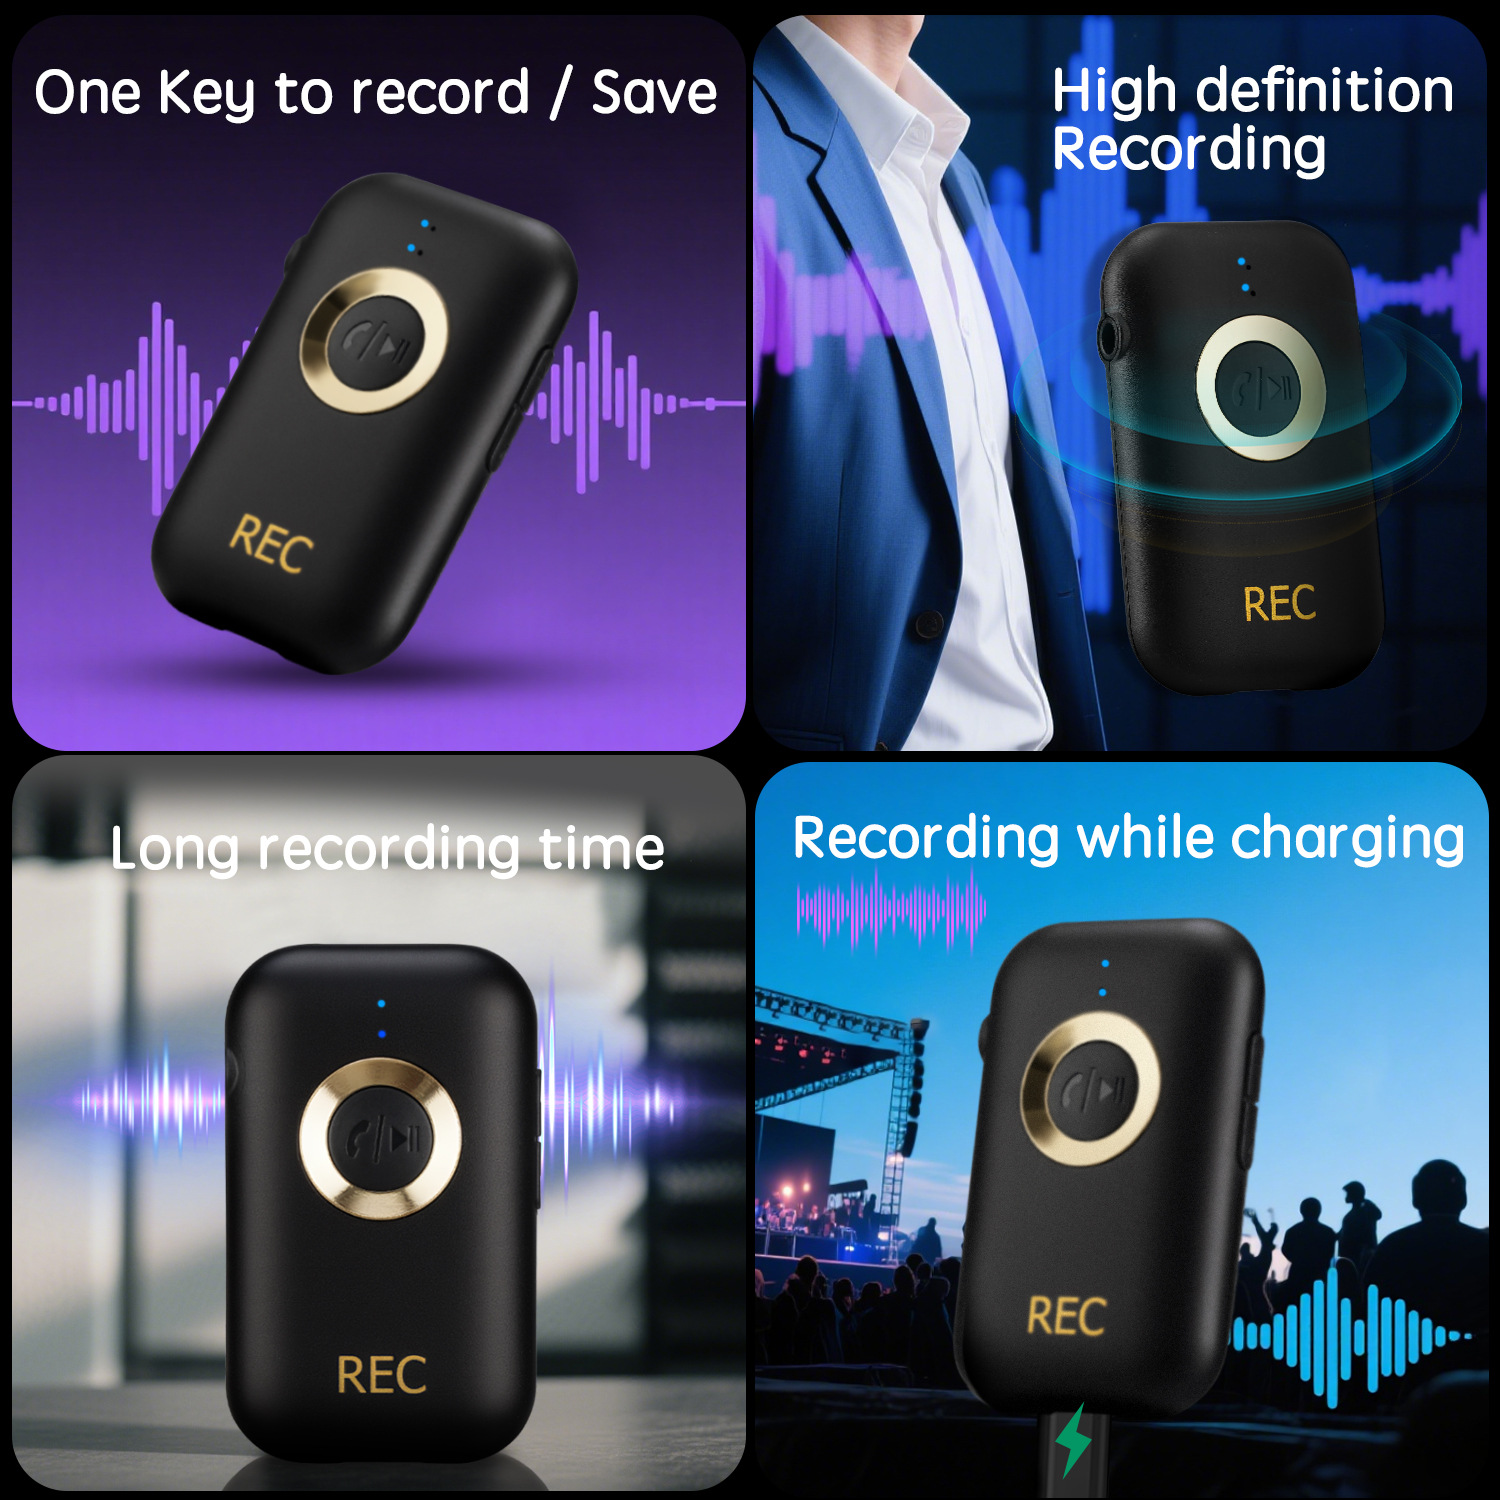 One Key to record / Save
REC
High definition
Recording
REC
Long recording time
REC
Recording while charging
REC